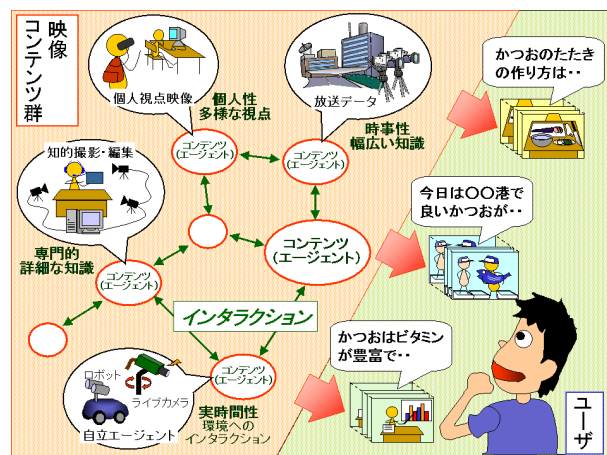 映像
コンテンツ群
個人視点映像
放送データ
かつおのたたき
の作り方は‥
個人性
多様な視点
時事性
幅広い知識
コンテンツ
(エージェント)
コンテンツ
(エージェント)
知的撮影・編集
今日は〇〇港で
良いかつおが‥
コンテンツ
(エージェント)
専門的
詳細な知識
コンテンツ
(エージェント)
インタラクション
かつおはビタミン
が豊富で‥
ロボット
ライブカメラ
自立エージェント
コンテンツ
(エージェント)
実時間性
環境への
インタラクション
ユーザ